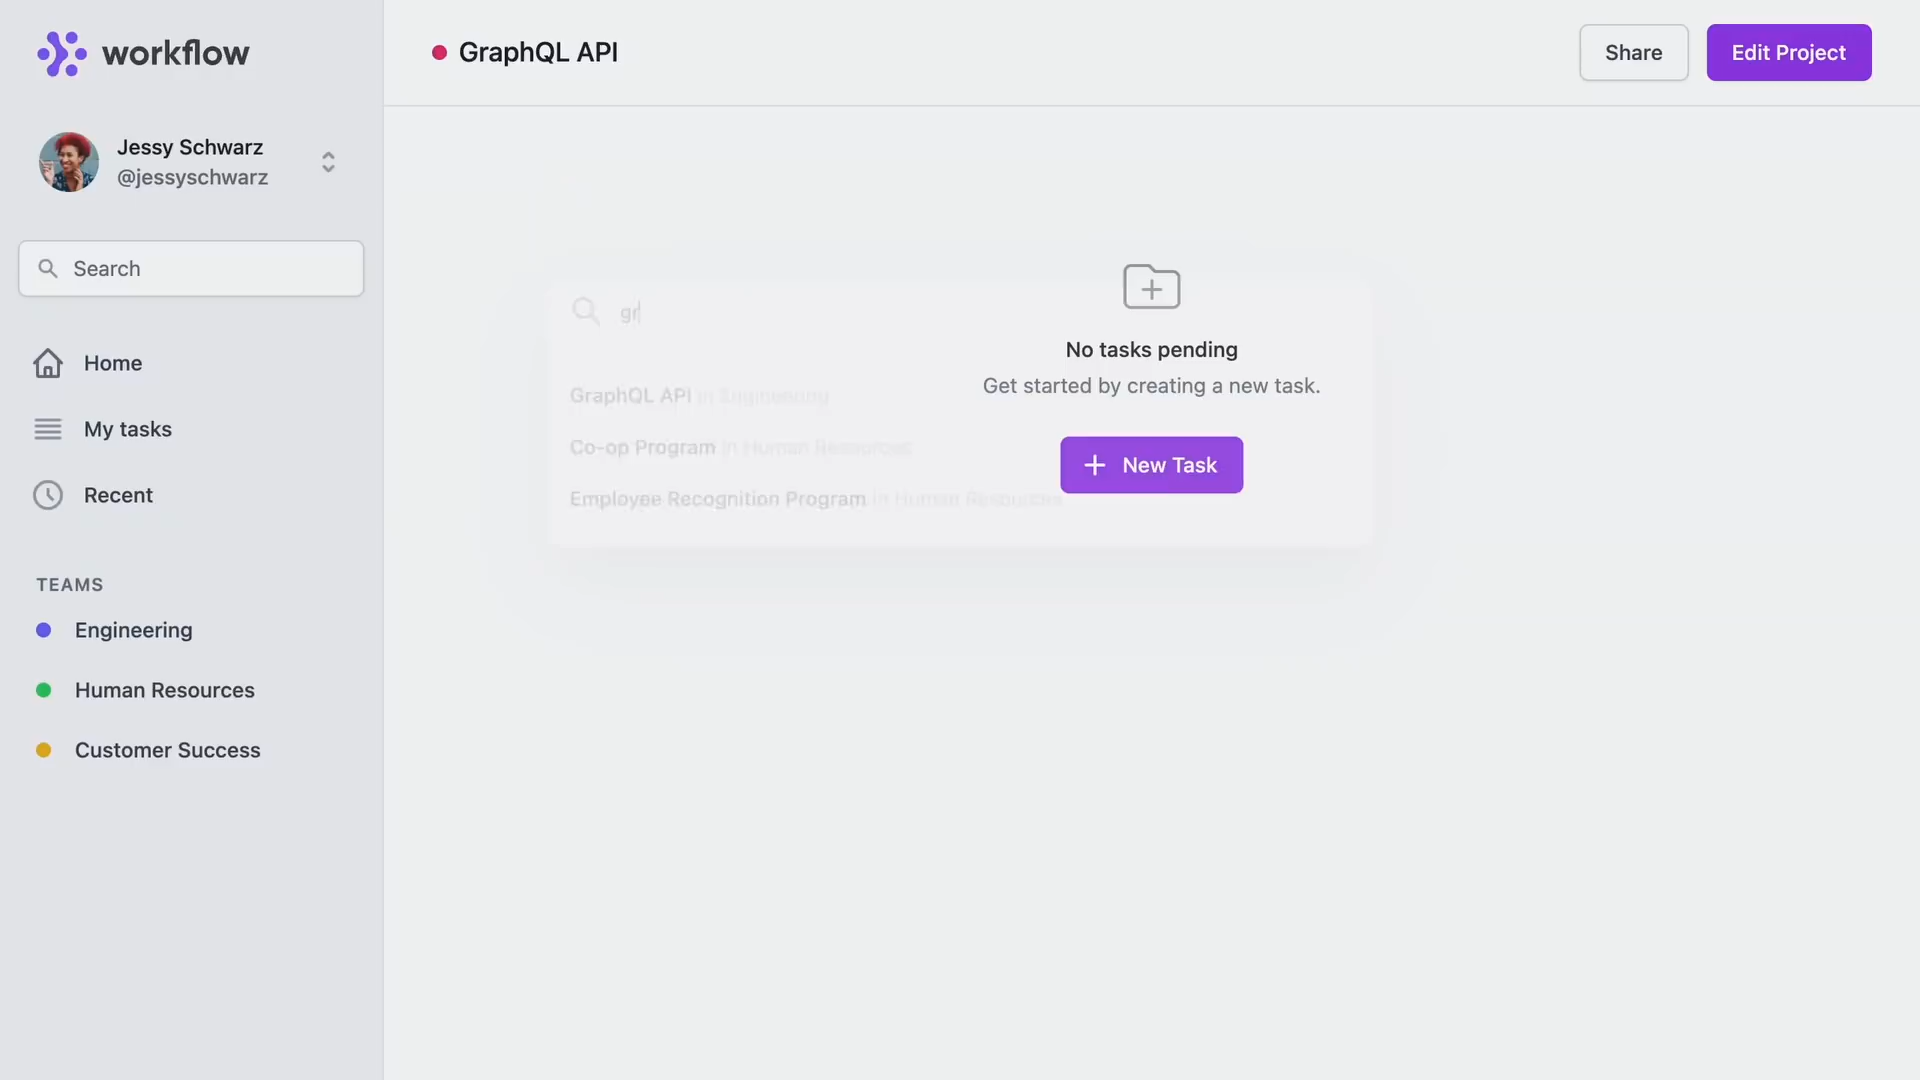 workflow
Jessy Schwarz
@jessyschwarz
Search
Home
My tasks
Recent
TEAMS
Engineering
Human Resources
Customer Success
GraphQL API
Share
Edit Project
gr
GraphQL API in Engineering
Co-op Program in Human Resources
Employee Recognition Program in Human Resources
No tasks pending
Get started by creating a new task.
New Task